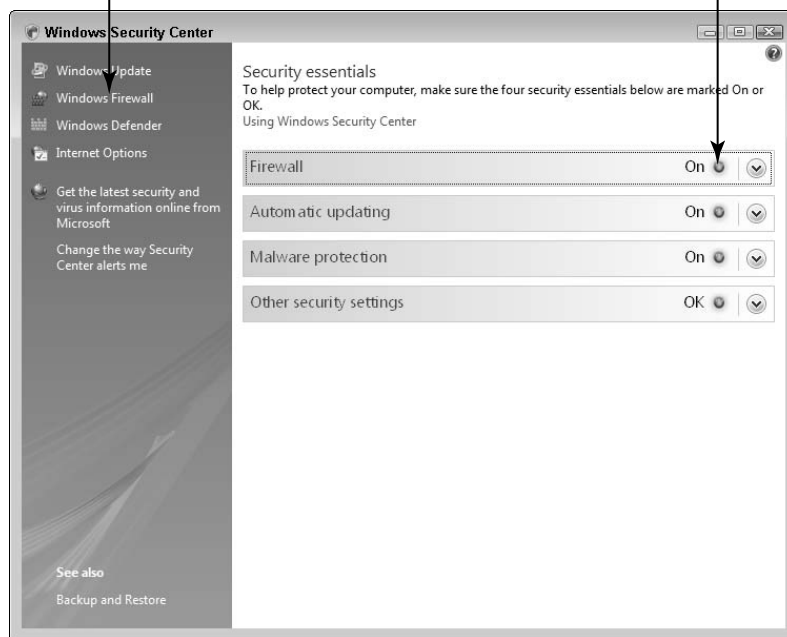 Windows Security Center
Windows Update
Windows Firewall
Windows Defender
Internet Options
Get the latest security and
virus information online from
Microsoft
Change the way Security
Center alerts me
See also
Backup and Restore
Security essentials
To help protect your computer, make sure the four security essentials below are marked On or
OK.
Using Windows Security Center
Firewall On
Automatic updating On
Malware protection On
Other security settings OK